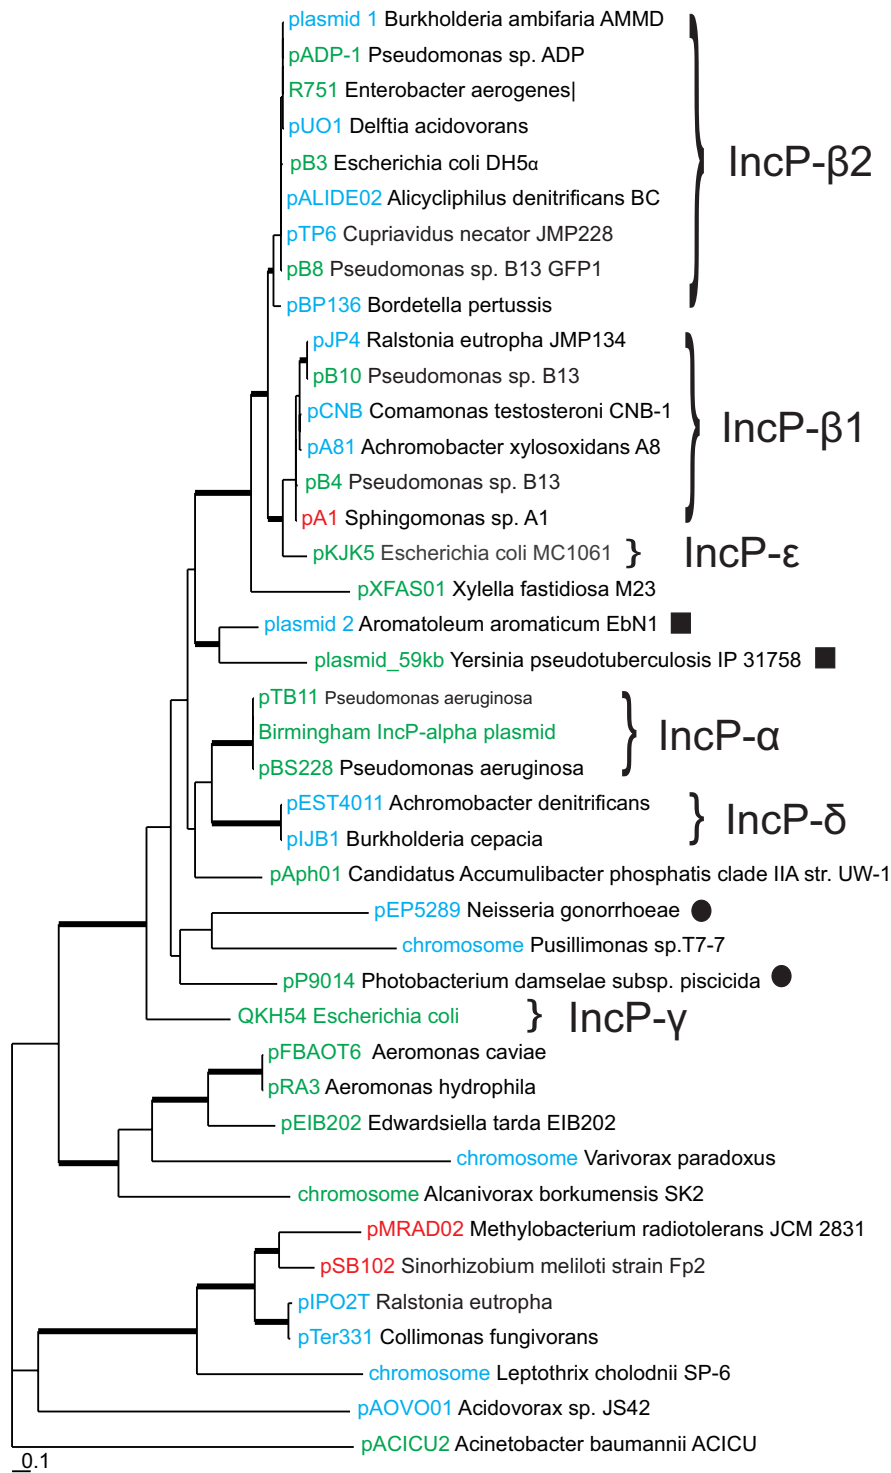 plasmid 1 Burkholderia ambifaria AMMD
pADP-1 Pseudomonas sp. ADP
R751 Enterobacter aerogenes|
pUO1 Delftia acidovorans
pB3 Escherichia coli DH5α
IncP-β2
pALIDE02 Alicycliphilus denitrificans BC
pTP6 Cupriavidus necator JMP228
pB8 Pseudomonas sp. B13 GFP1
pBP136 Bordetella pertussis
pJP4 Ralstonia eutropha JMP134
pB10 Pseudomonas sp. B13
pCNB Comamonas testosteroni CNB-1
IncP-β1
pA81 Achromobacter xylosoxidans A8
pB4 Pseudomonas sp. B13
pA1 Sphingomonas sp. A1
pKJK5 Escherichia coli MC1061 } IncP-ε
pXFAS01 Xylella fastidiosa M23
plasmid 2 Aromatoleum aromaticum EbN1
plasmid_59kb Yersinia pseudotuberculosis IP 31758
pTB11 Pseudomonas aeruginosa
Birmingham IncP-alpha plasmid
IncP-α
pBS228 Pseudomonas aeruginosa
pEST4011 Achromobacter denitrificans
} IncP-δ
pIJB1 Burkholderia cepacia
pAph01 Candidatus Accumulibacter phosphatis clade IIA str. UW-1
pEP5289 Neisseria gonorrhoeae
chromosome Pusillimonas sp.T7-7
pP9014 Photobacterium damselae subsp. piscicida
QKH54 Escherichia coli } IncP-γ
pFBAOT6 Aeromonas caviae
pRA3 Aeromonas hydrophila
pEIB202 Edwardsiella tarda EIB202
chromosome Varivorax paradoxus
chromosome Alcanivorax borkumensis SK2
pMRAD02 Methylobacterium radiotolerans JCM 2831
pSB102 Sinorhizobium meliloti strain Fp2
pIPO2T Ralstonia eutropha
pTer331 Collimonas fungivorans
chromosome Leptothrix cholodnii SP-6
pAOVO01 Acidovorax sp. JS42
pACICU2 Acinetobacter baumannii ACICU
0.1